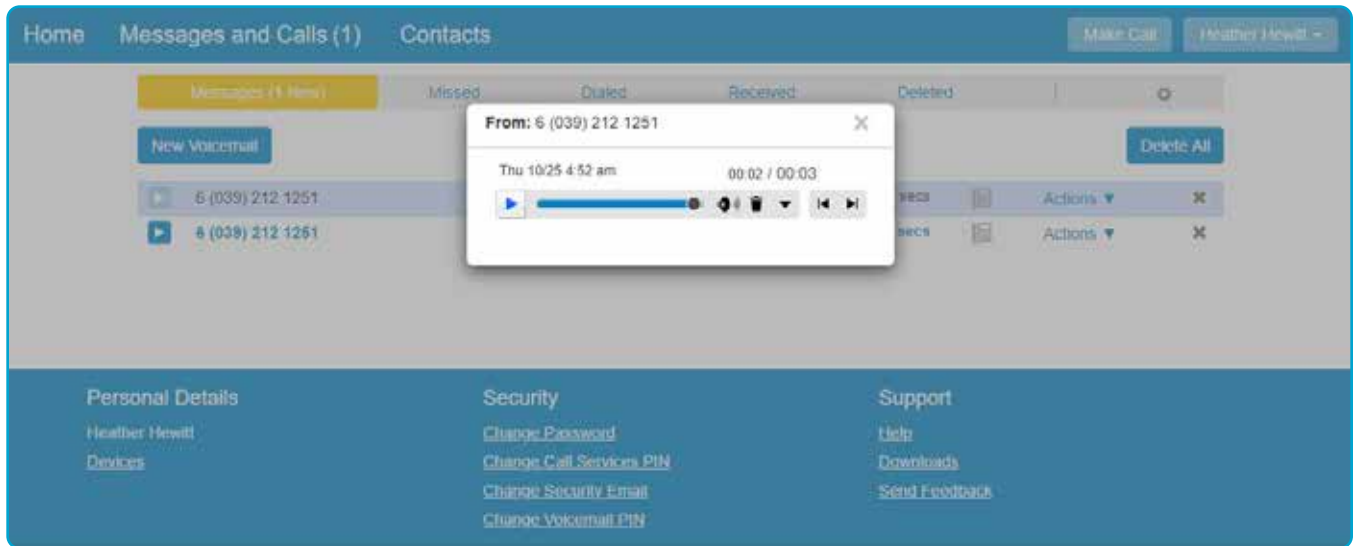 Home Messages and Calls (1) Contacts Make Call Heather Hewitt
Messages (1 New) Missed Dialed Received Deleted
From: 6 (039) 212 1251
New Voicemail Delete All
Thu 10/25 4:52 am 00:02 / 00:03
6 (039) 212 1251 secs Actions
6 (039) 212 1251 secs Actions
Personal Details Security Support
Heather Hewitt Change Password Help
Devices Change Call Services PIN Downloads
Change Security Email Send Feedback
Change Voicemail PIN